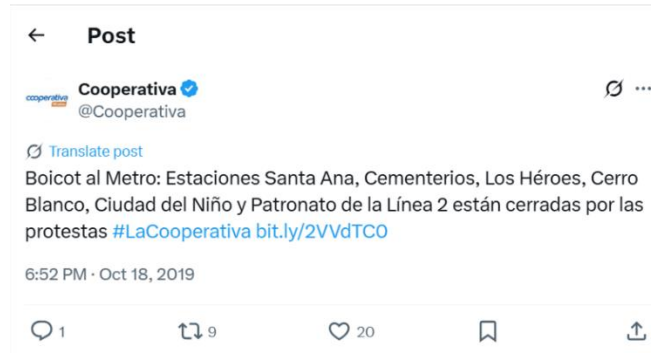 ← Post
cooperativa
Cooperativa
@Cooperativa
Translate post
Boicot al Metro: Estaciones Santa Ana, Cementerios, Los Héroes, Cerro
Blanco, Ciudad del Niño y Patronato de la Línea 2 están cerradas por las
protestas #LaCooperativa bit.ly/2VVdTC0
6:52 PM · Oct 18, 2019
1 9 20